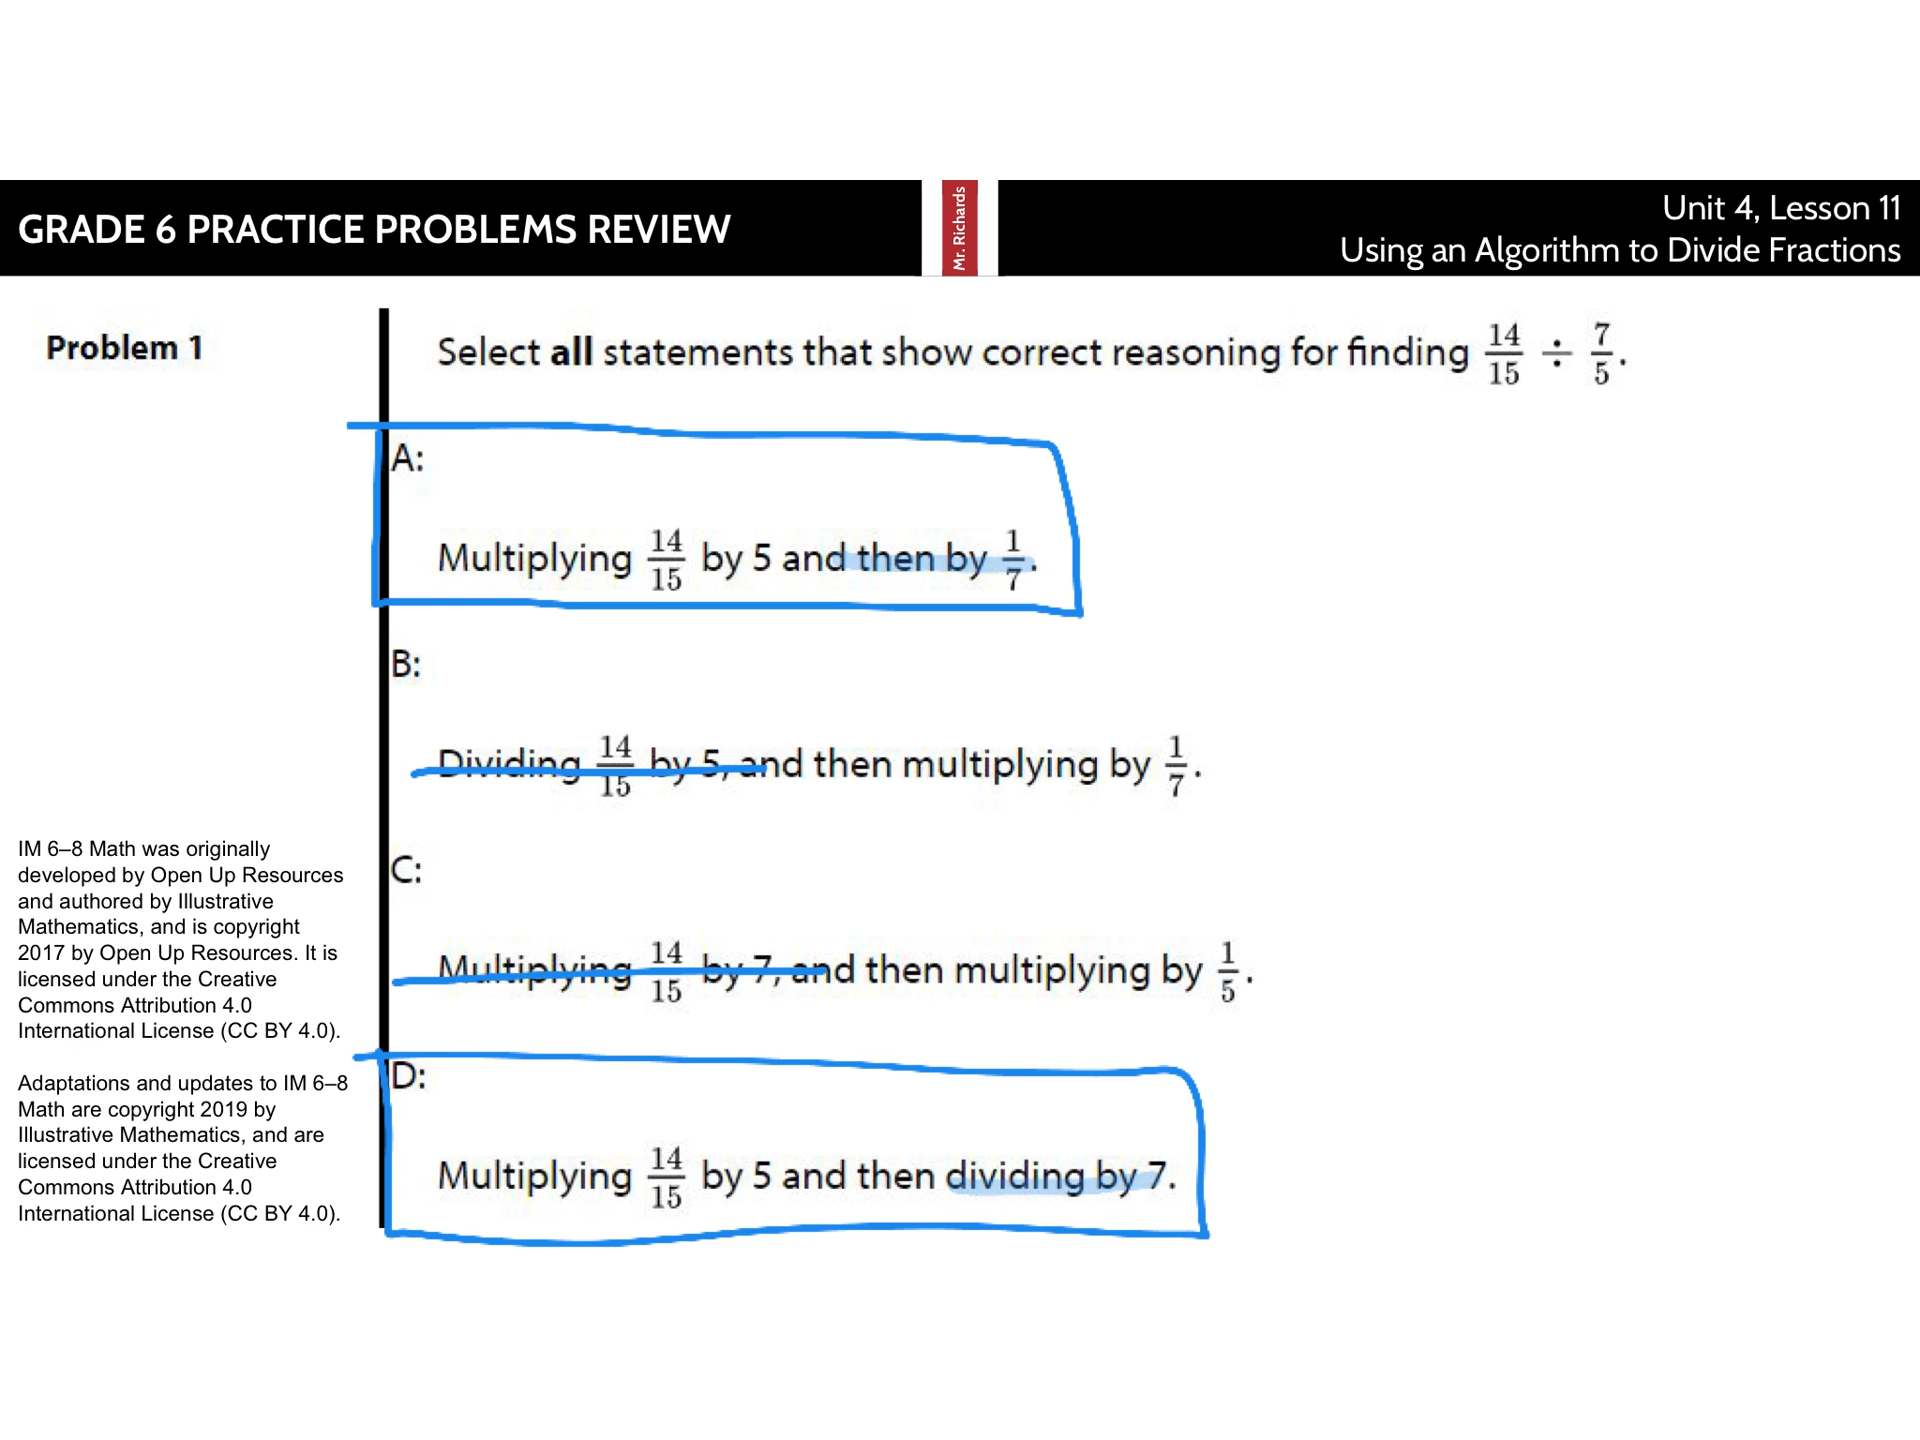 GRADE 6 PRACTICE PROBLEMS REVIEW
Mr. Richards
Unit 4, Lesson 11
Using an Algorithm to Divide Fractions
Problem 1
Select all statements that show correct reasoning for finding 14/15 ÷ 7/5.
A:
Multiplying 14/15 by 5 and then by 1/7.
B:
Dividing 14/15 by 5, and then multiplying by 1/7.
C:
Multiplying 14/15 by 7, and then multiplying by 1/5.
D:
Multiplying 14/15 by 5 and then dividing by 7.
IM 6–8 Math was originally
developed by Open Up Resources
and authored by Illustrative
Mathematics, and is copyright
2017 by Open Up Resources. It is
licensed under the Creative
Commons Attribution 4.0
International License (CC BY 4.0).
Adaptations and updates to IM 6–8
Math are copyright 2019 by
Illustrative Mathematics, and are
licensed under the Creative
Commons Attribution 4.0
International License (CC BY 4.0).